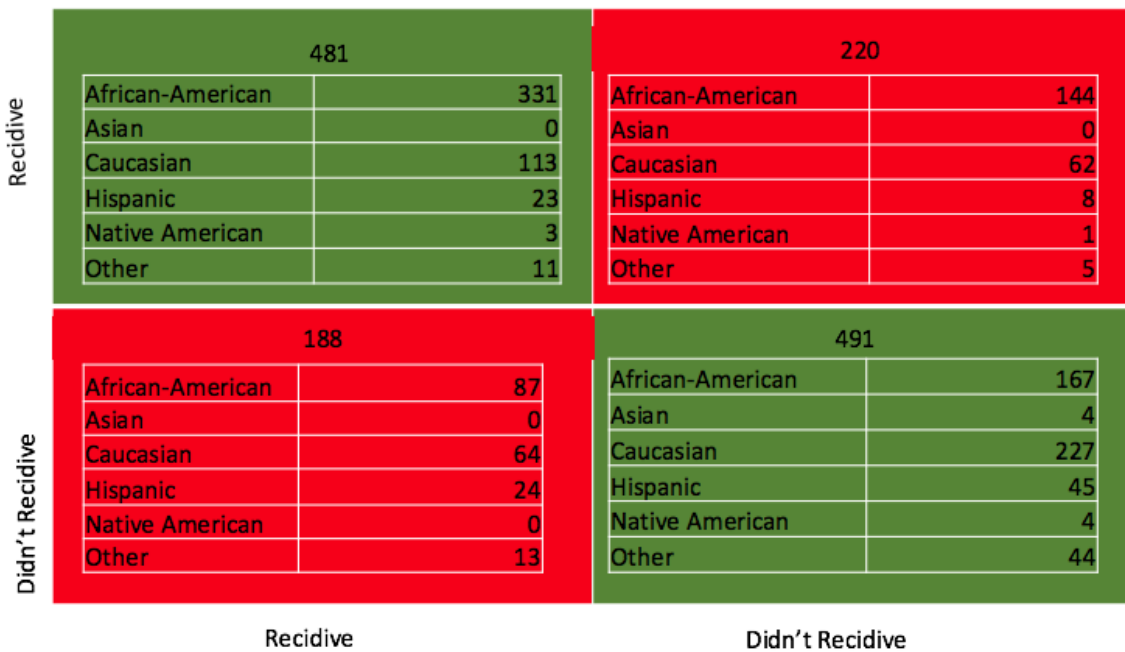 Recidive
481
African-American 331
Asian 0
Caucasian 113
Hispanic 23
Native American 3
Other 11
220
African-American 144
Asian 0
Caucasian 62
Hispanic 8
Native American 1
Other 5
Didn't Recidive
188
African-American 87
Asian 0
Caucasian 64
Hispanic 24
Native American 0
Other 13
491
African-American 167
Asian 4
Caucasian 227
Hispanic 45
Native American 4
Other 44
Recidive
Didn't Recidive